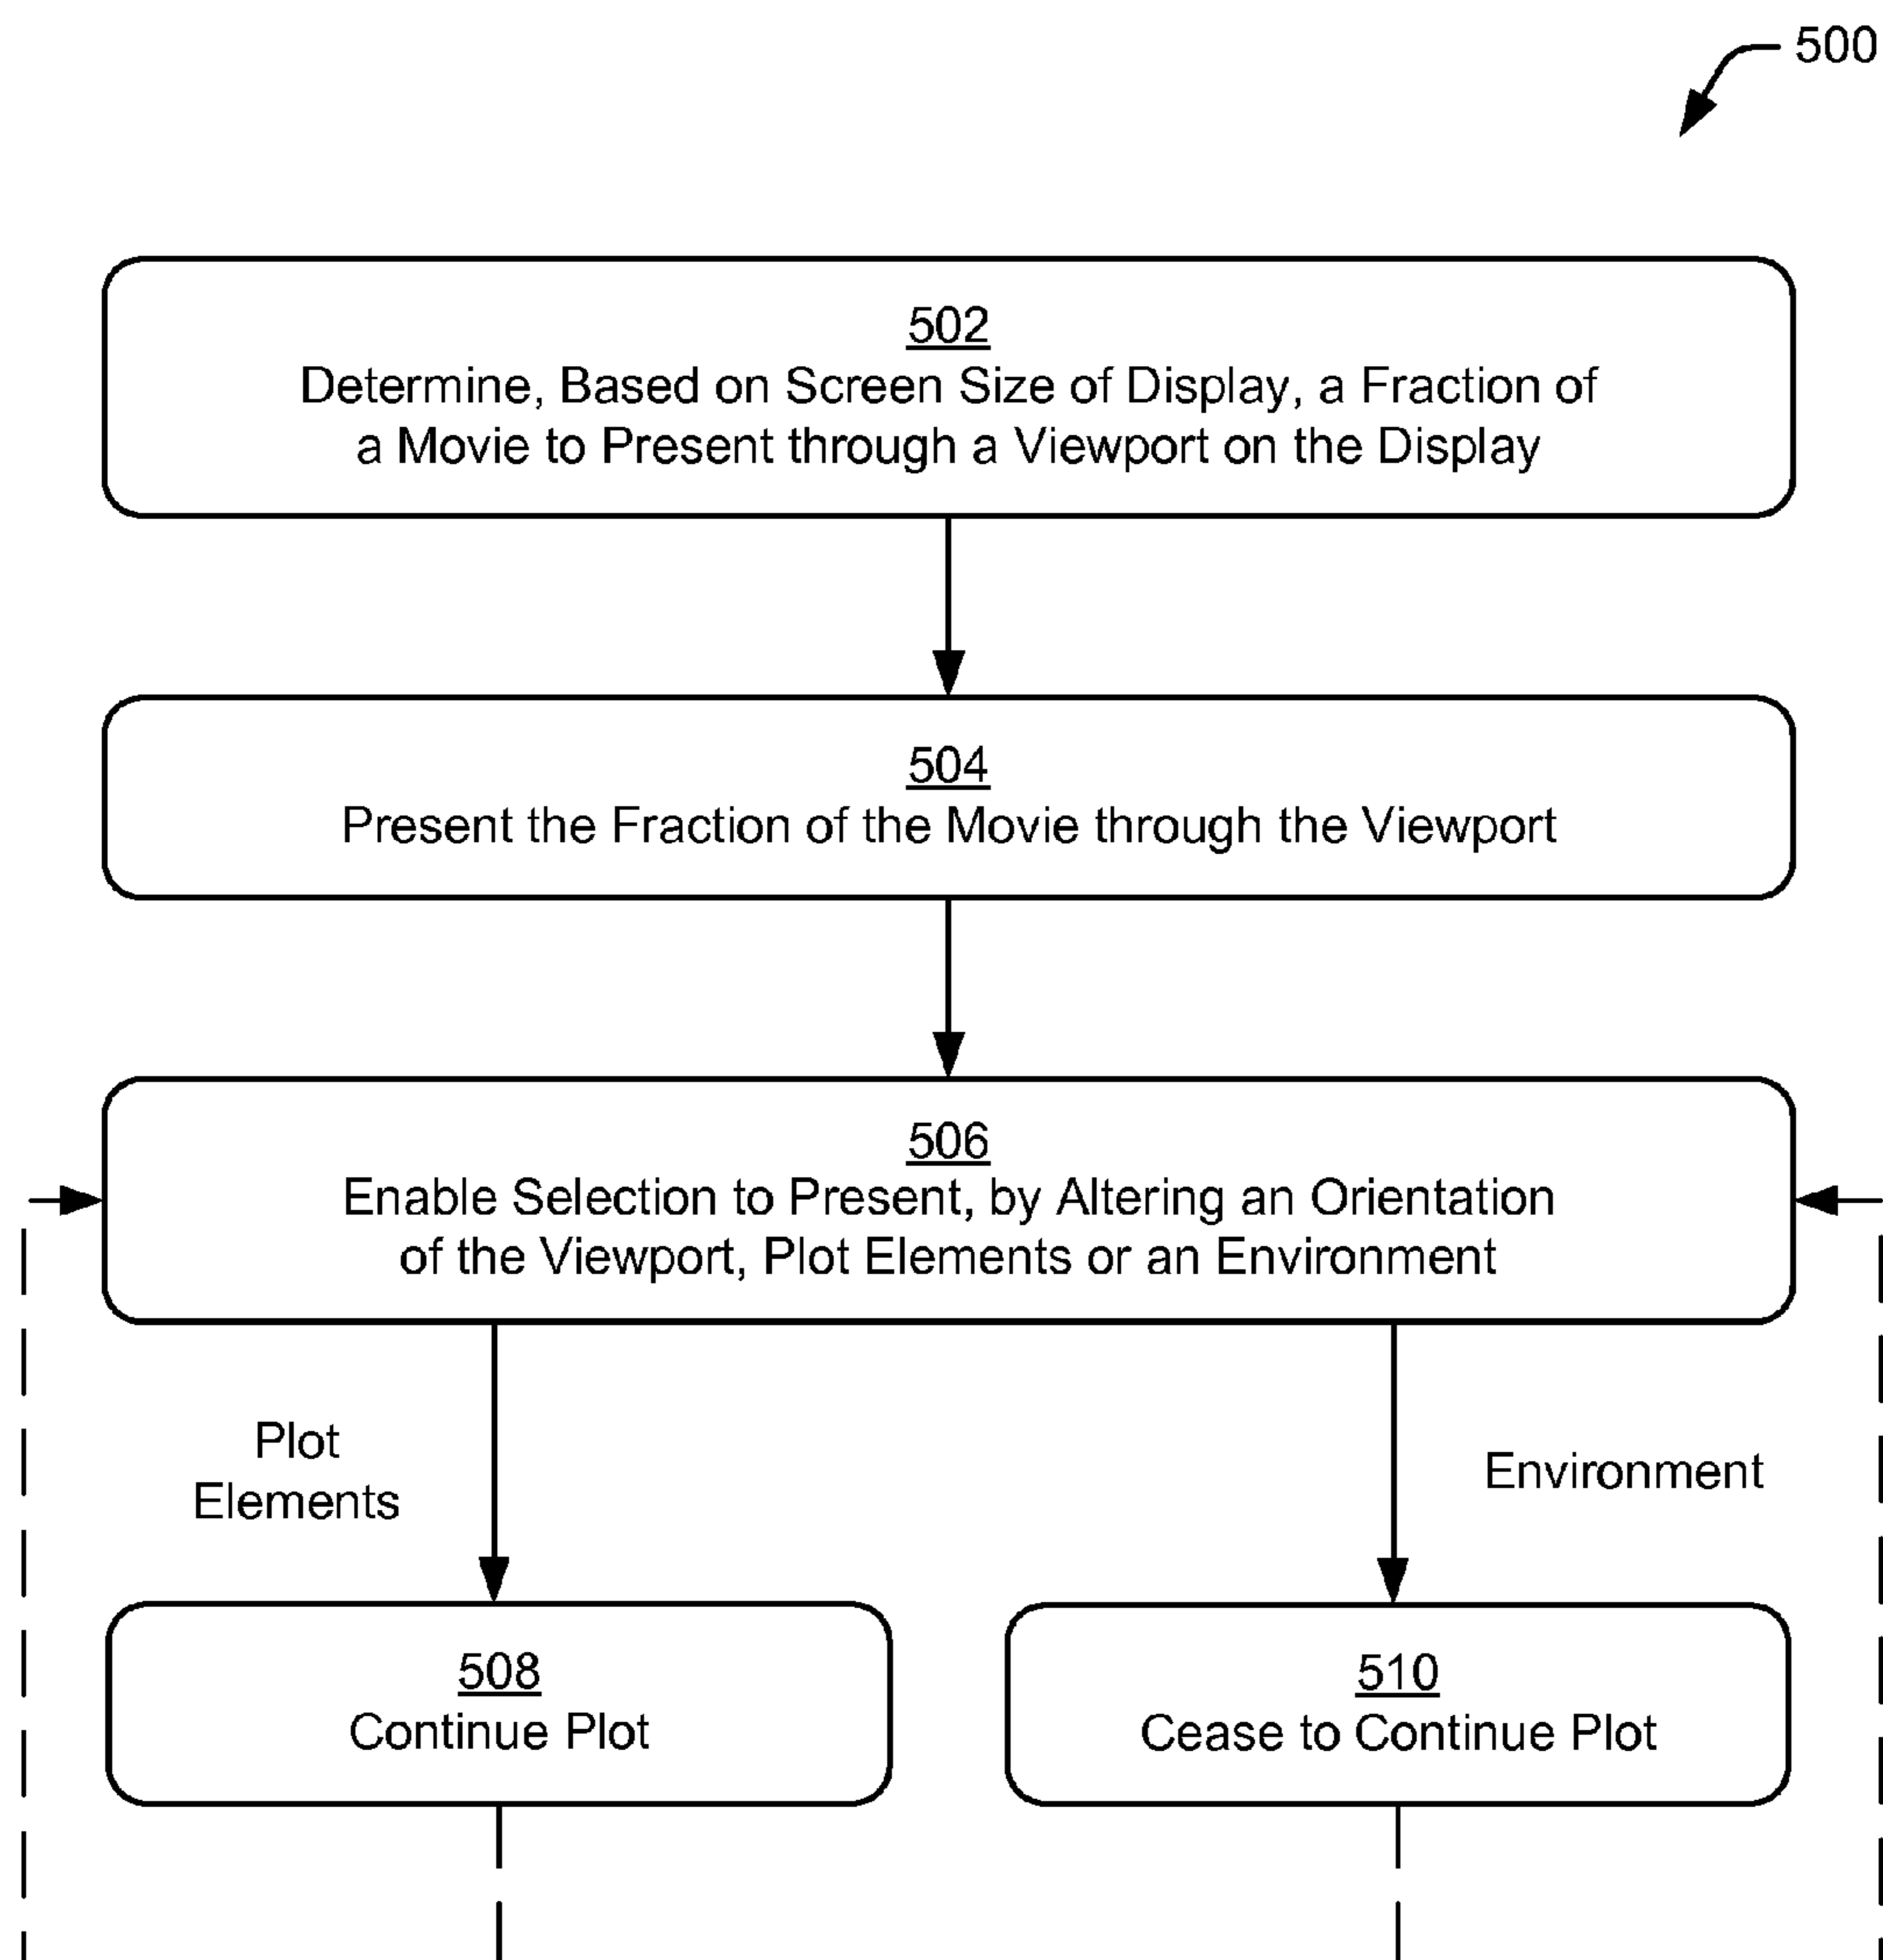 500
502
Determine, Based on Screen Size of Display, a Fraction of
a Movie to Present through a Viewport on the Display
504
Present the Fraction of the Movie through the Viewport
506
Enable Selection to Present, by Altering an Orientation
of the Viewport, Plot Elements or an Environment
Plot
Elements
Environment
508
Continue Plot
510
Cease to Continue Plot